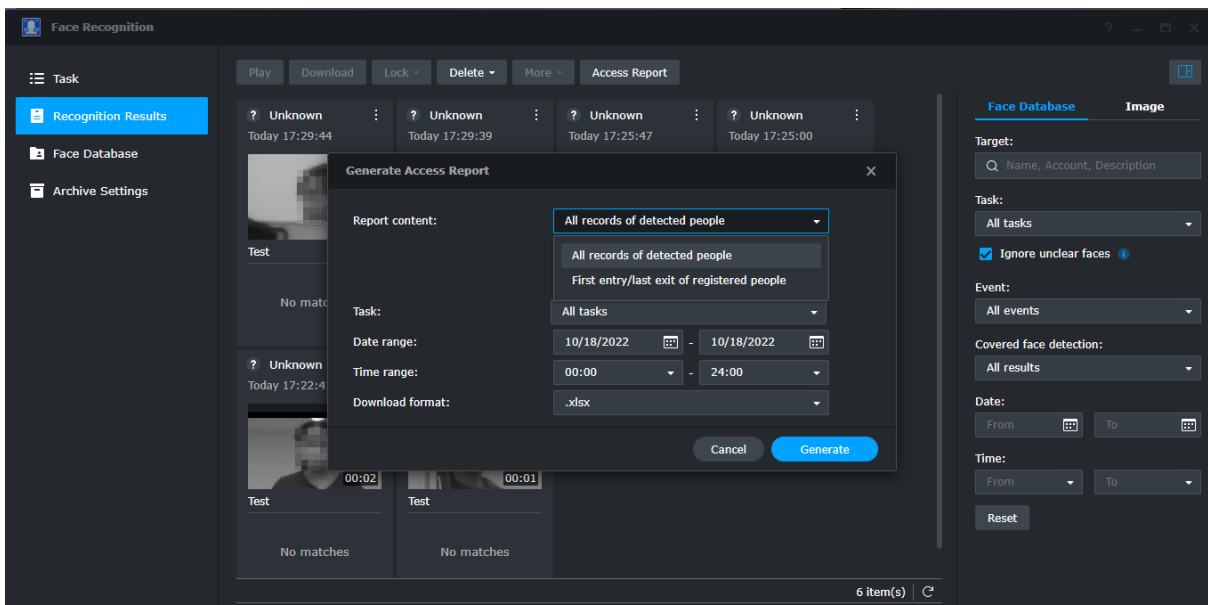 Face Recognition
Task
Recognition Results
Face Database
Archive Settings
Play Download Lock Delete More Access Report
Unknown Unknown Unknown Unknown
Today 17:29:44 Today 17:29:39 Today 17:25:47 Today 17:25:00
Test
No matc
Unknown
Today 17:22:4
00:02 00:01
Test Test
No matches No matches
6 item(s)
Generate Access Report
Report content: All records of detected people
All records of detected people
First entry/last exit of registered people
Task: All tasks
Date range: 10/18/2022 - 10/18/2022
Time range: 00:00 - 24:00
Download format: .xlsx
Cancel Generate
Face Database Image
Target:
Name, Account, Description
Task:
All tasks
Ignore unclear faces
Event:
All events
Covered face detection:
All results
Date:
From To
Time:
From To
Reset